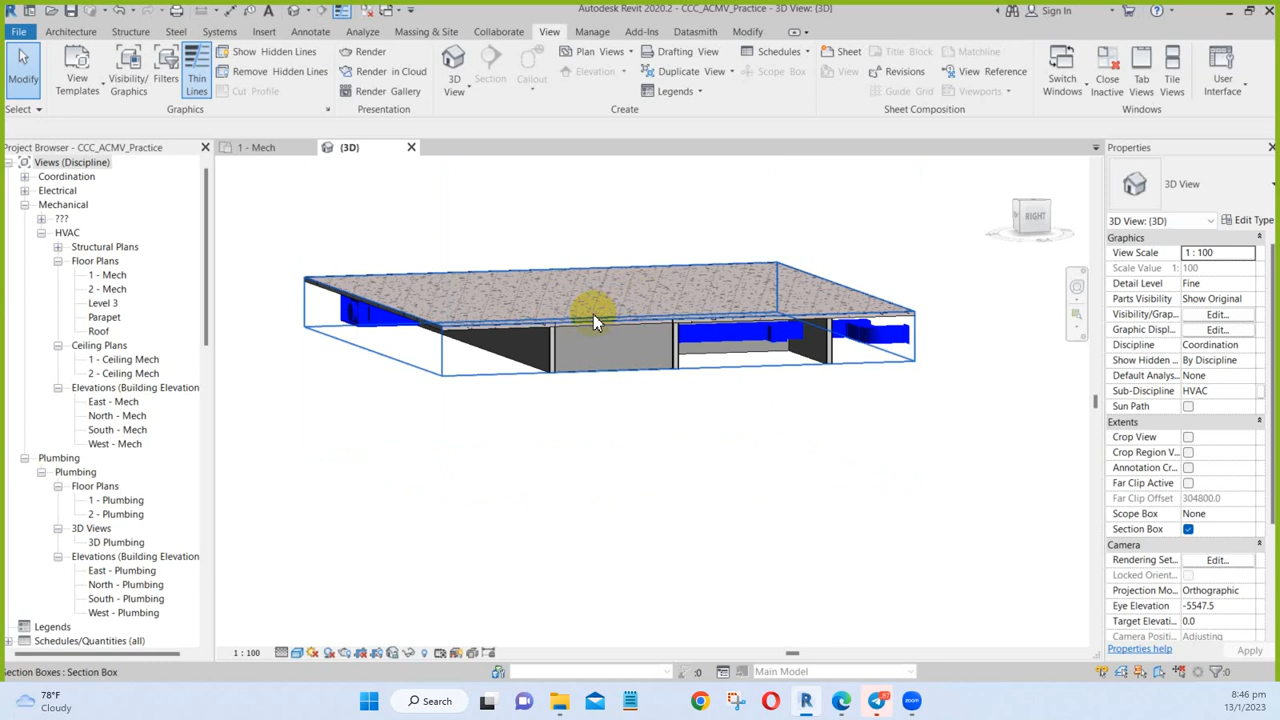 Autodesk Revit 2020.2 - CCC_ACMV_Practice - 3D View: {3D}
Sign In
File Architecture Structure Steel Systems Insert Annotate Analyze Massing & Site Collaborate View Manage Add-Ins Datasmith Modify
Modify
View Templates
Visibility/ Graphics
Filters
Thin Lines
Show Hidden Lines
Remove Hidden Lines
Cut Profile
Render
Render in Cloud
Render Gallery
3D View
Section
Callout
Plan Views
Elevation
Drafting View
Duplicate View
Legends
Schedules
Scope Box
Sheet
View
Title Block
Revisions
Guide Grid
Matchline
View Reference
Viewports
Switch Windows
Close Inactive
Tab Views
Tile Views
User Interface
Select Graphics Presentation Create Sheet Composition Windows
Project Browser - CCC_ACMV_Practice
1 - Mech
(3D)
Properties
Views (Discipline)
Coordination
Electrical
Mechanical
???
HVAC
Structural Plans
Floor Plans
1 - Mech
2 - Mech
Level 3
Parapet
Roof
Ceiling Plans
1 - Ceiling Mech
2 - Ceiling Mech
Elevations (Building Elevation
East - Mech
North - Mech
South - Mech
West - Mech
Plumbing
Plumbing
Floor Plans
1 - Plumbing
2 - Plumbing
3D Views
3D Plumbing
Elevations (Building Elevation
East - Plumbing
North - Plumbing
South - Plumbing
West - Plumbing
Legends
Schedules/Quantities (all)
RIGHT
3D View
3D View: {3D}
Edit Type
Graphics
View Scale 1 : 100
Scale Value 1: 100
Detail Level Fine
Parts Visibility Show Original
Visibility/Grap... Edit...
Graphic Displ... Edit...
Discipline Coordination
Show Hidden ... By Discipline
Default Analys... None
Sub-Discipline HVAC
Sun Path
Extents
Crop View
Crop Region V...
Annotation Cr...
Far Clip Active
Far Clip Offset 304800.0
Scope Box None
Section Box
Camera
Rendering Set... Edit...
Locked Orient...
Projection Mo... Orthographic
Eye Elevation -5547.5
Target Elevati... 0.0
Camera Positi... Adjusting
Properties help
Apply
1 : 100
Section Boxes : Section Box
:0
Main Model
:0
78°F
Cloudy
Search
zoom
8:46 pm
13/1/2023